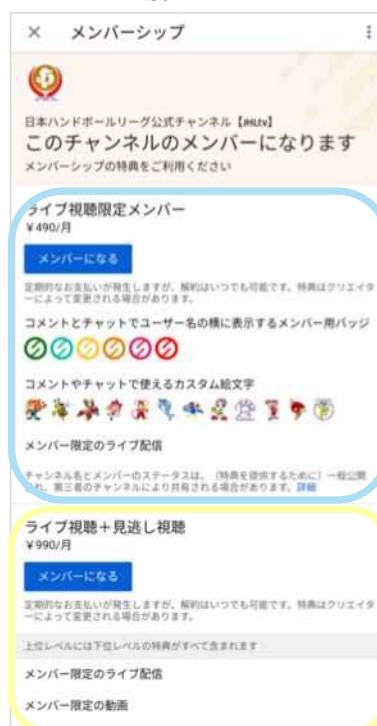 メンバーシップ
日本ハンドボールリーグ公式チャンネル【JHLtv】
このチャンネルのメンバーになります
メンバーシップの特典をご利用ください
ライブ視聴限定メンバー
¥490/月
メンバーになる
定期的なお支払いが発生しますが、解約はいつでも可能です。特典はクリエイタ
ーによって変更される場合があります。
コメントとチャットでユーザー名の横に表示するメンバー用バッジ
コメントやチャットで使えるカスタム絵文字
メンバー限定のライブ配信
チャンネル名とメンバーのステータスは、（特典を提供するために）一般公開
され、第三者のチャンネルにより共有される場合があります。詳細
ライブ視聴+見逃し視聴
¥990/月
メンバーになる
定期的なお支払いが発生しますが、解約はいつでも可能です。特典はクリエイタ
ーによって変更される場合があります。
上位レベルには下位レベルの特典がすべて含まれます
メンバー限定のライブ配信
メンバー限定の動画